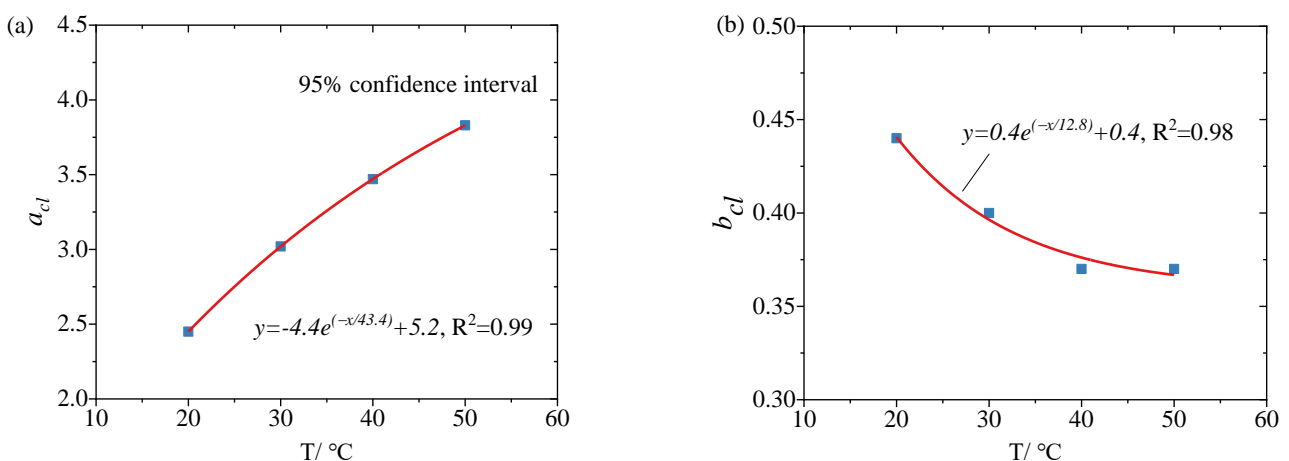 (a)
4.5
4.0
3.5
3.0
2.5
2.0
a_cl
95% confidence interval
y=-4.4e^(−x/43.4)+5.2, R²=0.99
10 20 30 40 50 60
T/ °C
(b)
0.50
0.45
0.40
0.35
0.30
b_cl
y=0.4e^(−x/12.8)+0.4, R²=0.98
10 20 30 40 50 60
T/ °C